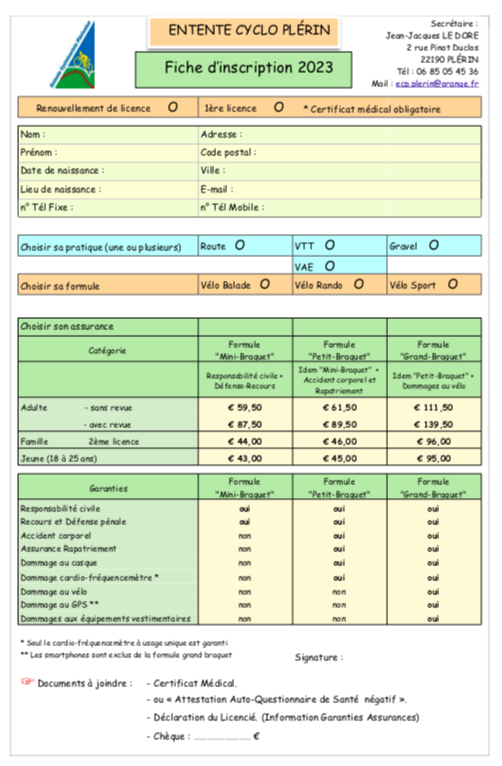 ENTENTE CYCLO PLÉRIN
Fiche d'inscription 2023
Secrétaire :
Jean-Jacques LE DORE
2 rue Pinot Duclos
22190 PLÉRIN
Tél : 06 85 05 45 36
Mail : ecp.plerin@orange.fr
Renouvellement de licence O 1ère licence O * Certificat médical obligatoire
Nom : Adresse :
Prénom : Code postal :
Date de naissance : Ville :
Lieu de naissance : E-mail :
n° Tél Fixe : n° Tél Mobile :
Choisir sa pratique (une ou plusieurs) Route O VTT O Gravel O
VAE O
Choisir sa formule Vélo Balade O Vélo Rando O Vélo Sport O
Choisir son assurance
Catégorie Formule "Mini-Braquet" Formule "Petit-Braquet" Formule "Grand-Braquet"
Responsabilité civile + Défense-Recours Idem "Mini-Braquet" + Accident corporel et Rapatriement Idem "Petit-Braquet" + Dommages au vélo
Adulte - sans revue € 59,50 € 61,50 € 111,50
- avec revue € 87,50 € 89,50 € 139,50
Famille 2ème licence € 44,00 € 46,00 € 96,00
Jeune (18 à 25 ans) € 43,00 € 45,00 € 95,00
Garanties Formule "Mini-Braquet" Formule "Petit-Braquet" Formule "Grand-Braquet"
Responsabilité civile oui oui oui
Recours et Défense pénale oui oui oui
Accident corporel non oui oui
Assurance Rapatriement non oui oui
Dommage au casque non oui oui
Dommage cardio-fréquencemètre * non oui oui
Dommage au vélo non non oui
Dommage au GPS ** non non oui
Dommages aux équipements vestimentaires non non oui
* Seul le cardio-fréquencemètre à usage unique est garanti
** Les smartphones sont exclus de la formule grand braquet
Signature :
Documents à joindre : - Certificat Médical.
- ou « Attestation Auto-Questionnaire de Santé négatif ».
- Déclaration du Licencié. (Information Garanties Assurances)
- Chèque : ........................ €